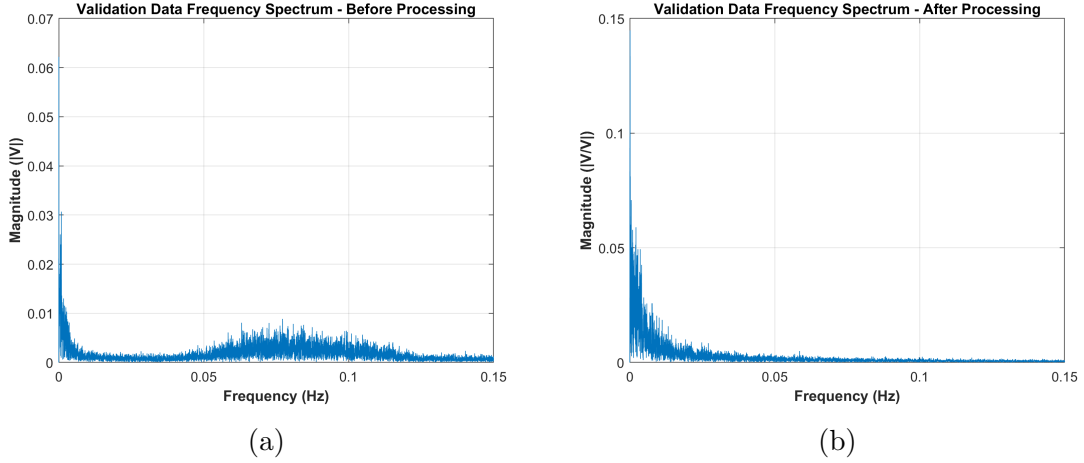 Validation Data Frequency Spectrum - Before Processing
0.07
0.06
0.05
0.04
0.03
0.02
0.01
0
Magnitude (|V|)
0
0.05
0.1
0.15
Frequency (Hz)
(a)
Validation Data Frequency Spectrum - After Processing
0.15
0.1
0.05
0
Magnitude (|V/V|)
0
0.05
0.1
0.15
Frequency (Hz)
(b)